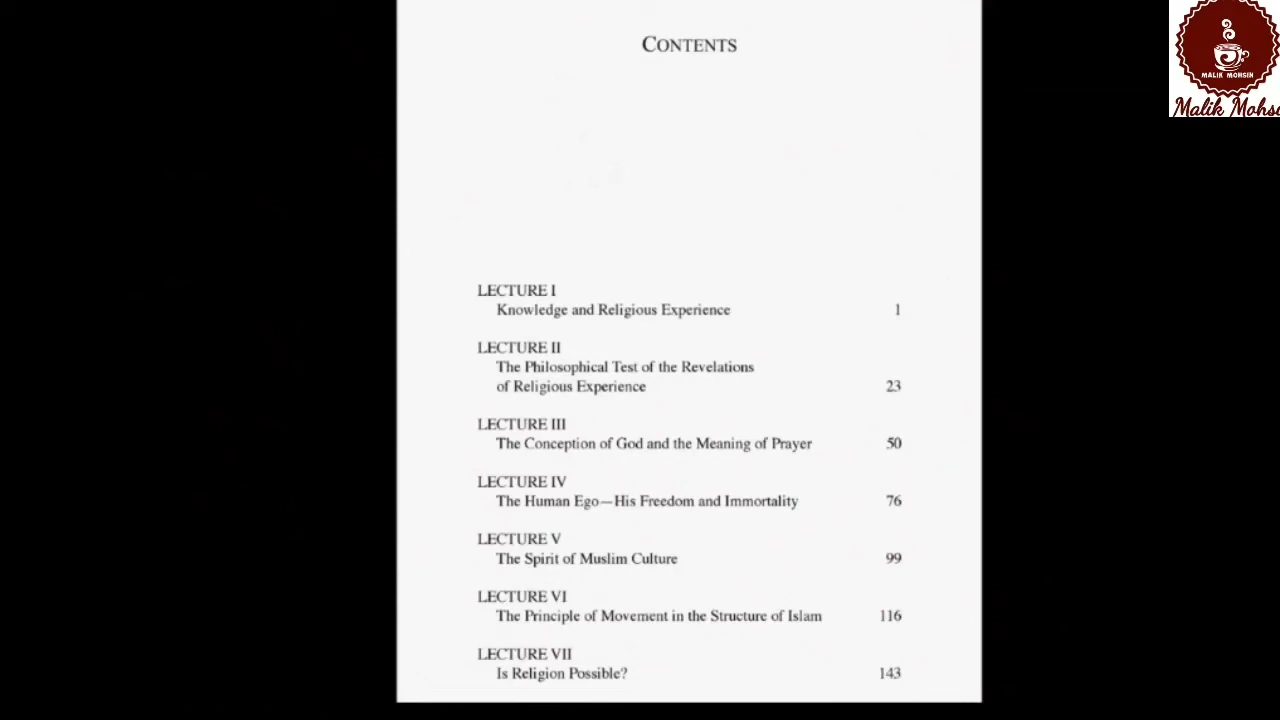 CONTENTS
MALIK MOHSIN
Malik Mohsi
LECTURE I
Knowledge and Religious Experience 1
LECTURE II
The Philosophical Test of the Revelations
of Religious Experience 23
LECTURE III
The Conception of God and the Meaning of Prayer 50
LECTURE IV
The Human Ego—His Freedom and Immortality 76
LECTURE V
The Spirit of Muslim Culture 99
LECTURE VI
The Principle of Movement in the Structure of Islam 116
LECTURE VII
Is Religion Possible? 143